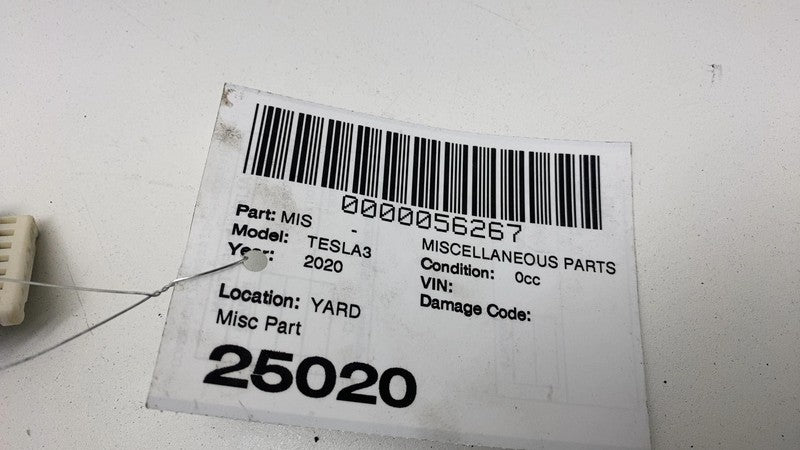 0000056267
Part: MIS - MISCELLANEOUS PARTS
Model: TESLA3 Condition: 0cc
Year: 2020 VIN:
Damage Code:
Location: YARD
Misc Part
25020